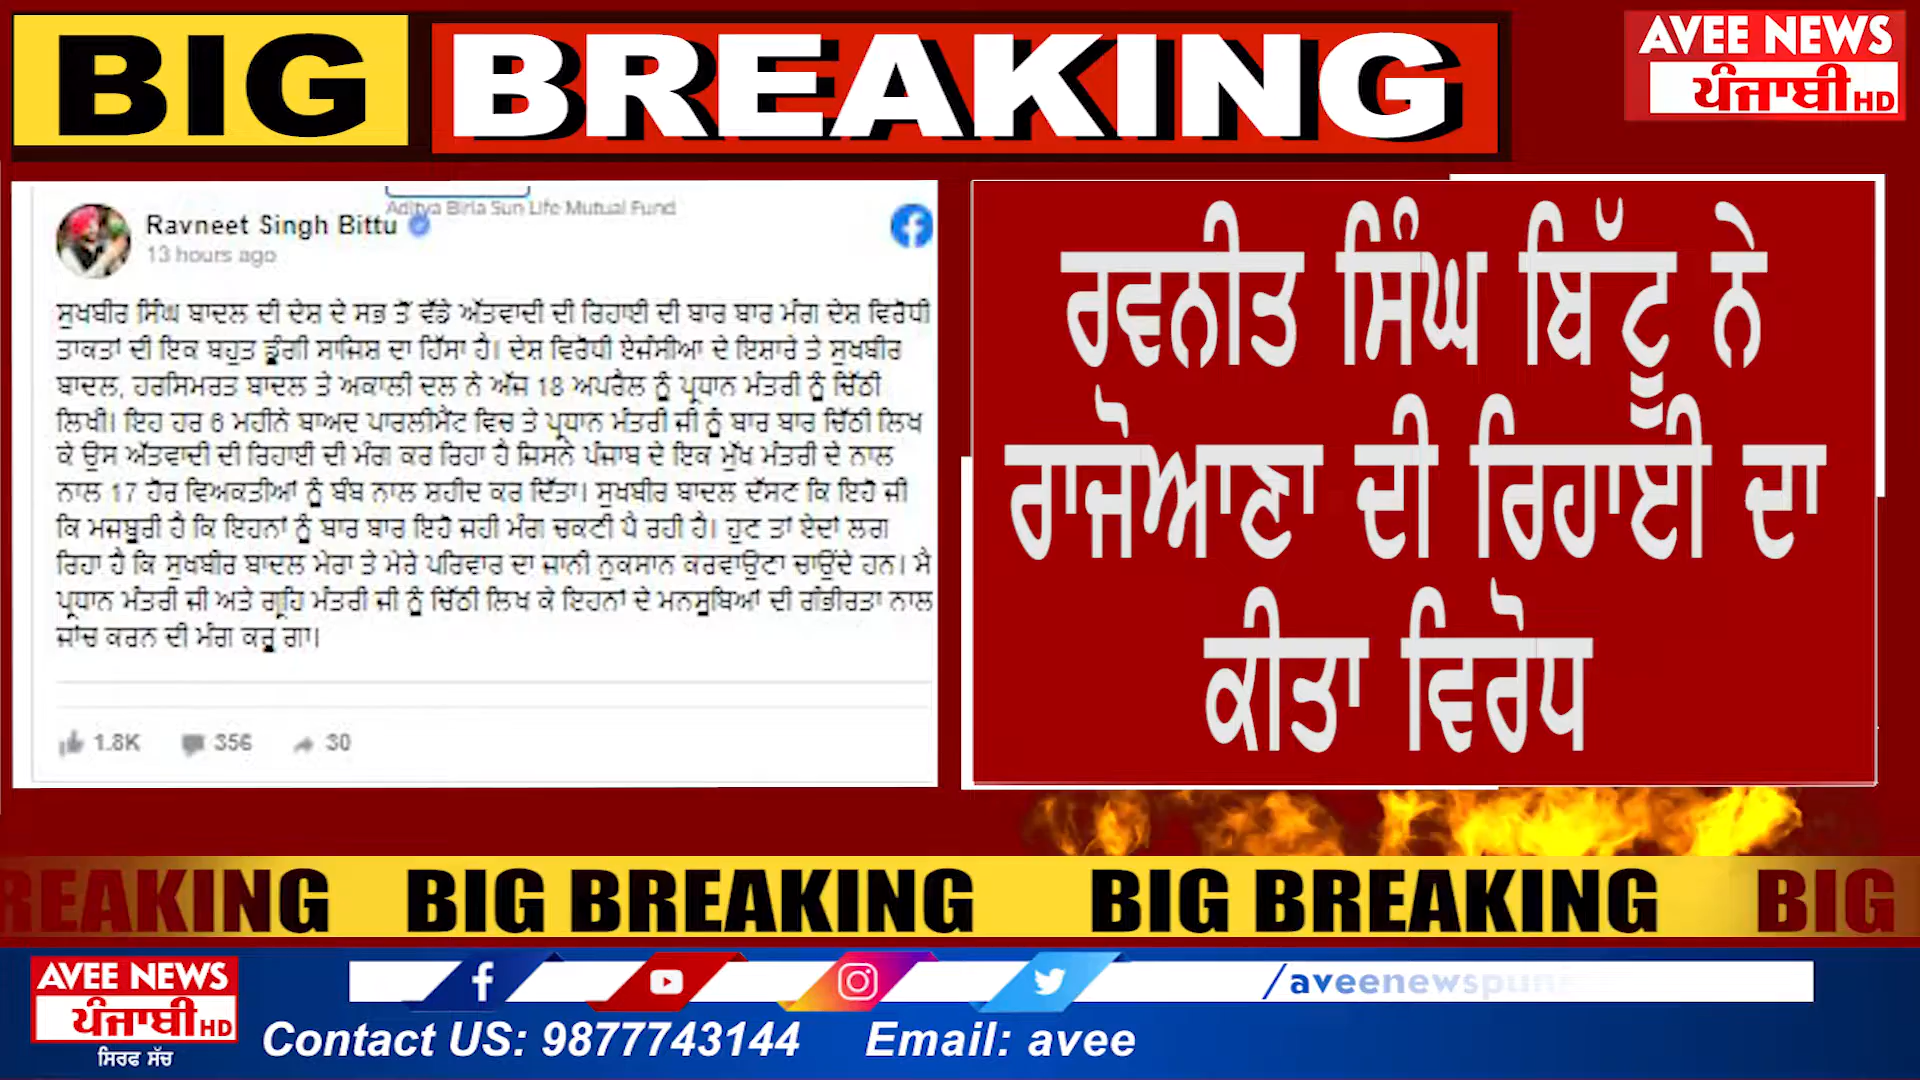 BIG BREAKING
AVEE NEWS
ਪੰਜਾਬੀ HD
Aditya Birla Sun Life Mutual Fund
Ravneet Singh Bittu
13 hours ago
ਸੁਖਬੀਰ ਸਿੰਘ ਬਾਦਲ ਦੀ ਦੇਸ਼ ਦੇ ਸਭ ਤੋਂ ਵੱਡੇ ਅੱਤਵਾਦੀ ਦੀ ਰਿਹਾਈ ਦੀ ਬਾਰ ਬਾਰ ਮੰਗ ਦੇਸ਼ ਵਿਰੋਧੀ
ਤਾਕਤਾਂ ਦੀ ਇਕ ਬਹੁਤ ਡੂੰਗੀ ਸਾਜਿਸ਼ ਦਾ ਹਿੱਸਾ ਹੈ। ਦੇਸ਼ ਵਿਰੋਧੀ ਏਜੰਸੀਆ ਦੇ ਇਸ਼ਾਰੇ ਤੇ ਸੁਖਬੀਰ
ਬਾਦਲ, ਹਰਸਿਮਰਤ ਬਾਦਲ ਤੇ ਅਕਾਲੀ ਦਲ ਨੇ ਅੱਜ 18 ਅਪਰੈਲ ਨੂੰ ਪ੍ਰਧਾਨ ਮੰਤਰੀ ਨੂੰ ਚਿੱਠੀ
ਲਿਖੀ। ਇਹ ਹਰ 6 ਮਹੀਨੇ ਬਾਅਦ ਪਾਰਲੀਮੈਂਟ ਵਿਚ ਤੇ ਪ੍ਰਧਾਨ ਮੰਤਰੀ ਜੀ ਨੂੰ ਬਾਰ ਬਾਰ ਚਿੱਠੀ ਲਿਖ
ਕੇ ਉਸ ਅੱਤਵਾਦੀ ਦੀ ਰਿਹਾਈ ਦੀ ਮੰਗ ਕਰ ਰਿਹਾ ਹੈ ਜਿਸਨੇ ਪੰਜਾਬ ਦੇ ਇਕ ਮੁੱਖ ਮੰਤਰੀ ਦੇ ਨਾਲ
ਨਾਲ 17 ਹੋਰ ਵਿਅਕਤੀਆਂ ਨੂੰ ਬੰਬ ਨਾਲ ਸ਼ਹੀਦ ਕਰ ਦਿੱਤਾ। ਸੁਖਬੀਰ ਬਾਦਲ ਦੱਸਣ ਕਿ ਇਹੋ ਜੀ
ਕਿ ਮਜਬੂਰੀ ਹੈ ਕਿ ਇਹਨਾਂ ਨੂੰ ਬਾਰ ਬਾਰ ਇਹੋ ਜਹੀ ਮੰਗ ਚਕਣੀ ਪੈ ਰਹੀ ਹੈ। ਹੁਣ ਤਾਂ ਏਦਾਂ ਲਗ
ਰਿਹਾ ਹੈ ਕਿ ਸੁਖਬੀਰ ਬਾਦਲ ਮੇਰਾ ਤੇ ਮੇਰੇ ਪਰਿਵਾਰ ਦਾ ਜਾਨੀ ਨੁਕਸਾਨ ਕਰਵਾਉਣਾ ਚਾਉਂਦੇ ਹਨ। ਮੈਂ
ਪ੍ਰਧਾਨ ਮੰਤਰੀ ਜੀ ਅਤੇ ਗ੍ਰਹਿ ਮੰਤਰੀ ਜੀ ਨੂੰ ਚਿੱਠੀ ਲਿਖ ਕੇ ਇਹਨਾਂ ਦੇ ਮਨਸੂਬਿਆਂ ਦੀ ਗੰਭੀਰਤਾ ਨਾਲ
ਜਾਂਚ ਕਰਨ ਦੀ ਮੰਗ ਕਰੂ ਗਾ।
1.8K 356 30
ਰਵਨੀਤ ਸਿੰਘ ਬਿੱਟੂ ਨੇ
ਰਾਜੋਆਣਾ ਦੀ ਰਿਹਾਈ ਦਾ
ਕੀਤਾ ਵਿਰੋਧ
REAKING BIG BREAKING BIG BREAKING BIG
AVEE NEWS
ਪੰਜਾਬੀ HD
ਸਿਰਫ ਸੱਚ
/aveenewspun
Contact US: 9877743144 Email: avee